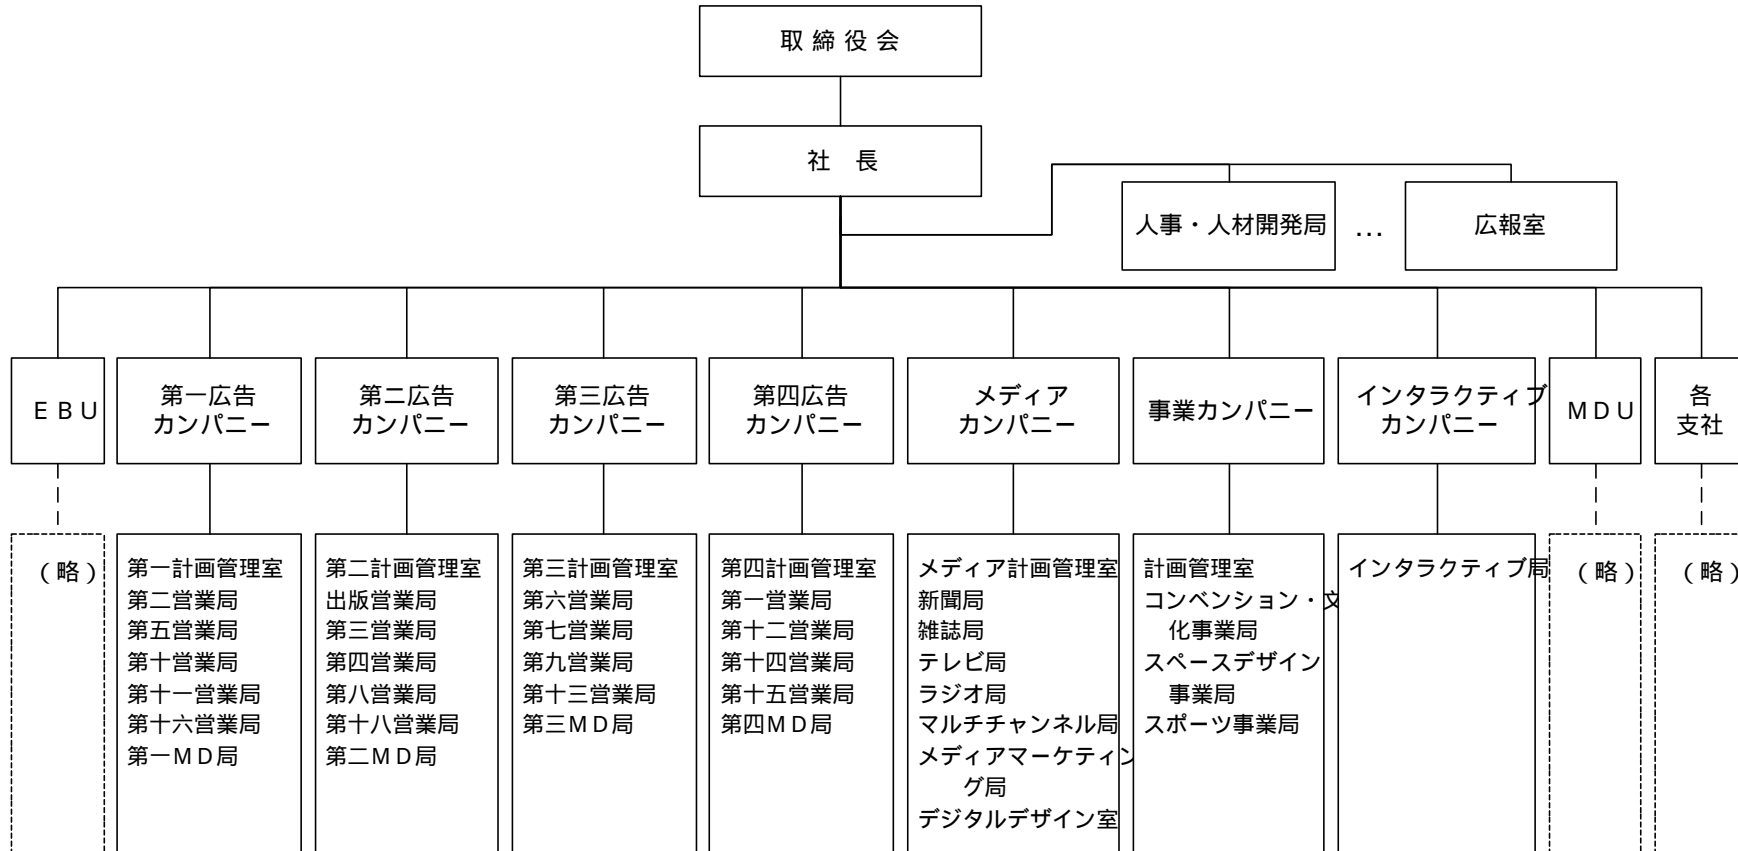 取 締 役 会
社　長
人事・人材開発局
…
広報室
ＥＢＵ
第一広告
カンパニー
第二広告
カンパニー
第三広告
カンパニー
第四広告
カンパニー
メディア
カンパニー
事業カンパニー
インタラクティブ
カンパニー
ＭＤＵ
各
支社
（略）
第一計画管理室
第二営業局
第五営業局
第十営業局
第十一営業局
第十六営業局
第一ＭＤ局
第二計画管理室
出版営業局
第三営業局
第四営業局
第八営業局
第十八営業局
第二ＭＤ局
第三計画管理室
第六営業局
第七営業局
第九営業局
第十三営業局
第三ＭＤ局
第四計画管理室
第一営業局
第十二営業局
第十四営業局
第十五営業局
第四ＭＤ局
メディア計画管理室
新聞局
雑誌局
テレビ局
ラジオ局
マルチチャンネル局
メディアマーケティン
グ局
デジタルデザイン室
計画管理室
コンベンション・文
化事業局
スペースデザイン
事業局
スポーツ事業局
インタラクティブ局
（略）
（略）